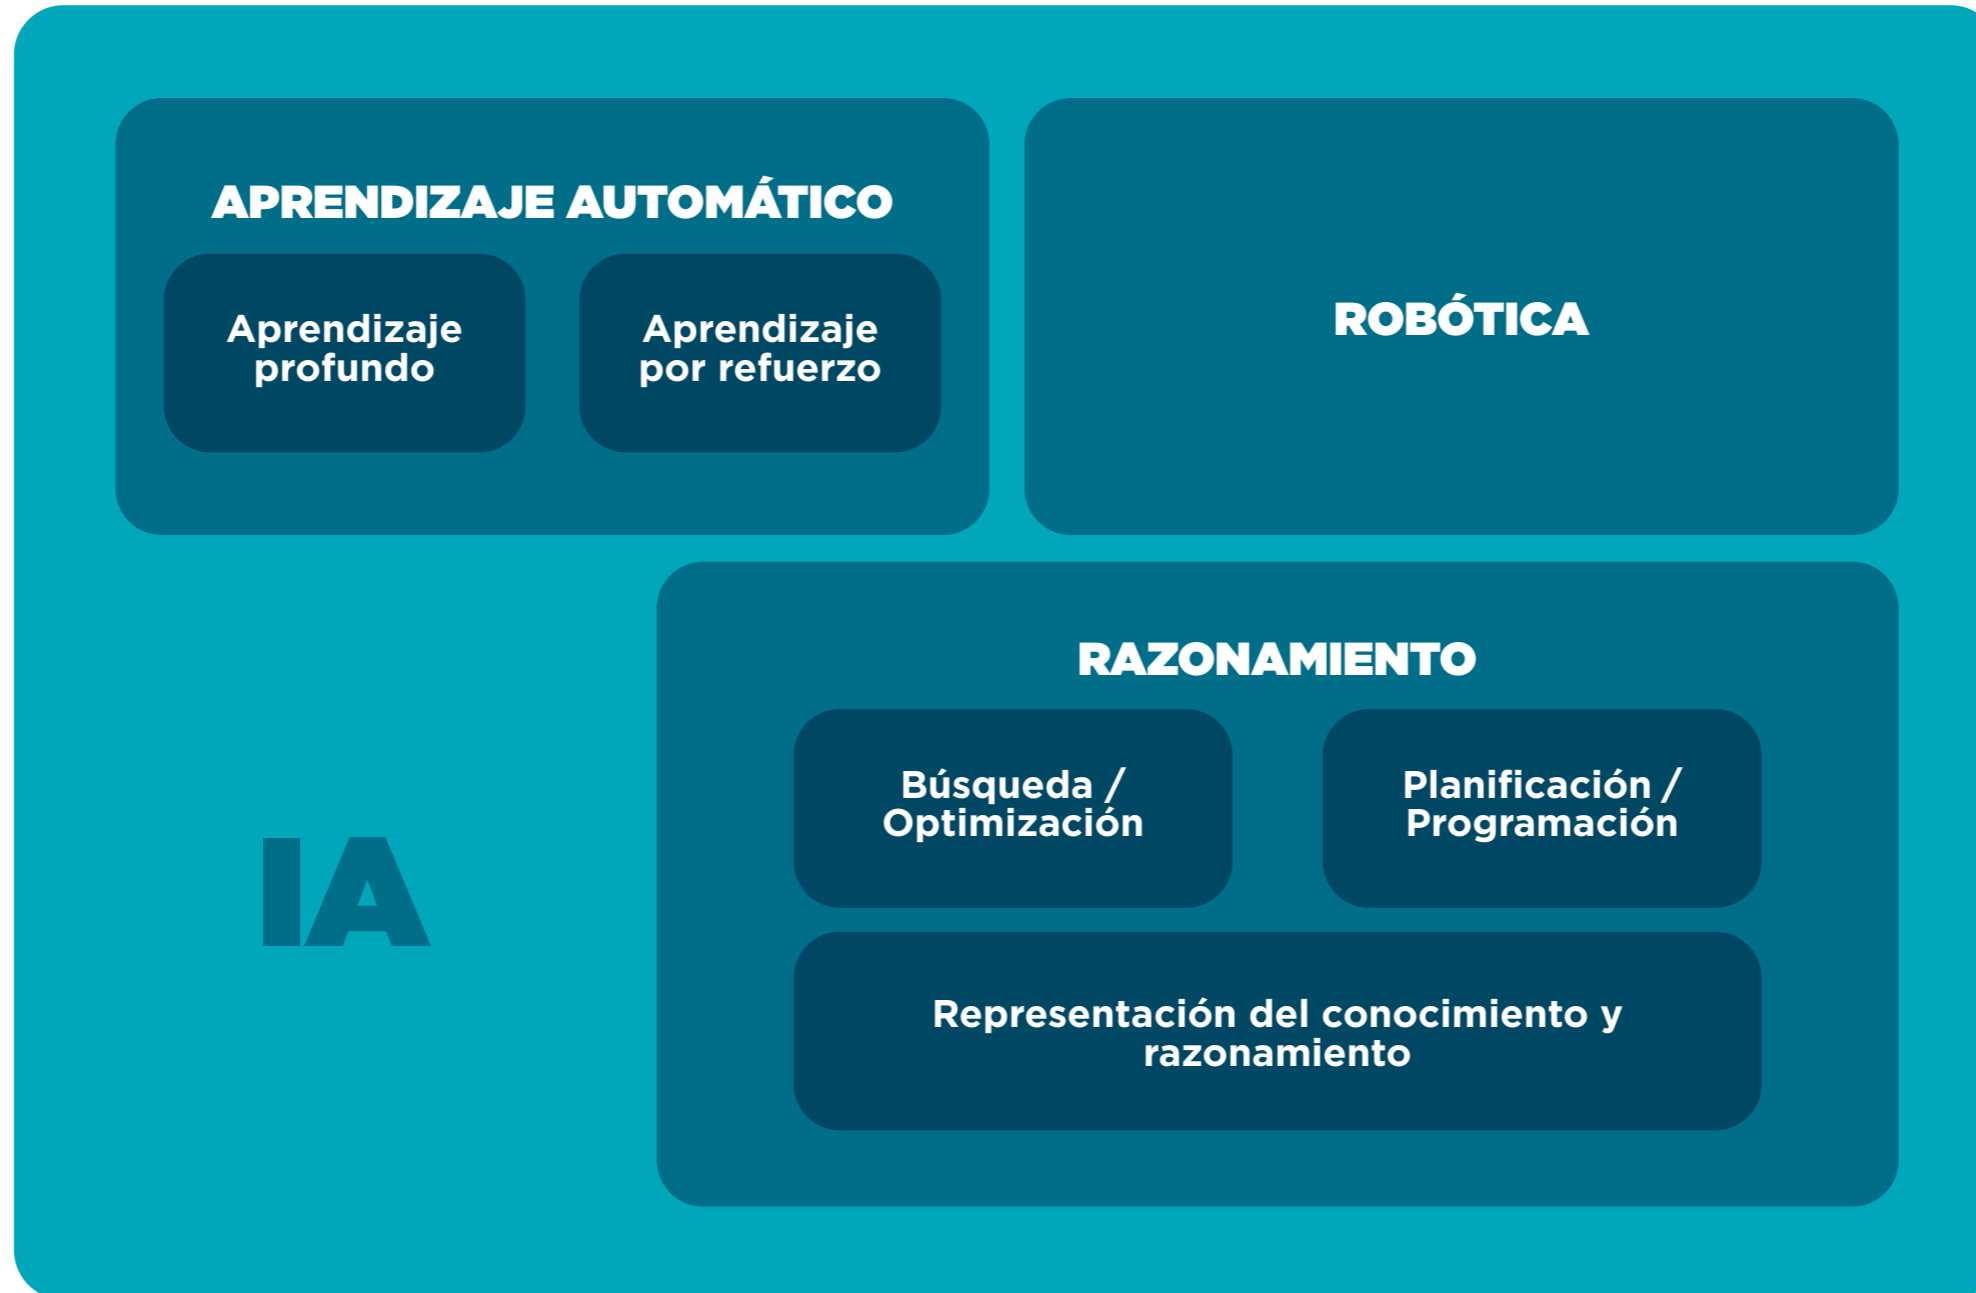 APRENDIZAJE AUTOMÁTICO
Aprendizaje
profundo
Aprendizaje
por refuerzo
ROBÓTICA
RAZONAMIENTO
Búsqueda /
Optimización
Planificación /
Programación
Representación del conocimiento y
razonamiento
IA